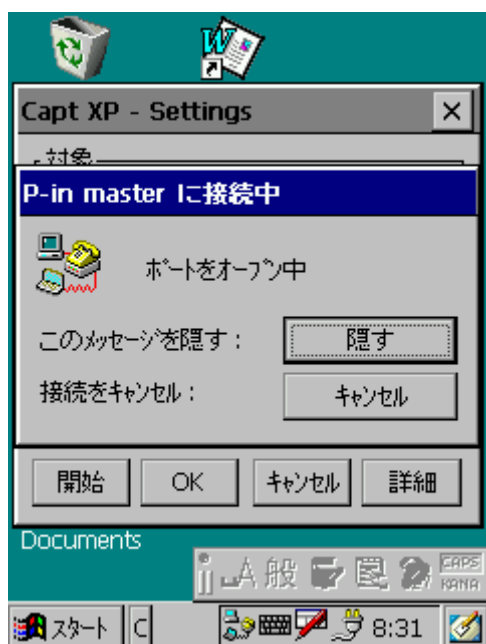 Capt XP - Settings
対象
P-in master に接続中
ﾎﾟｰﾄをｵｰﾌﾟﾝ中
このﾒｯｾｰｼﾞを隠す：
隠す
接続をｷｬﾝｾﾙ：
ｷｬﾝｾﾙ
開始
OK
ｷｬﾝｾﾙ
詳細
Documents
A 般
CAPS
KANA
ｽﾀｰﾄ
C
8:31